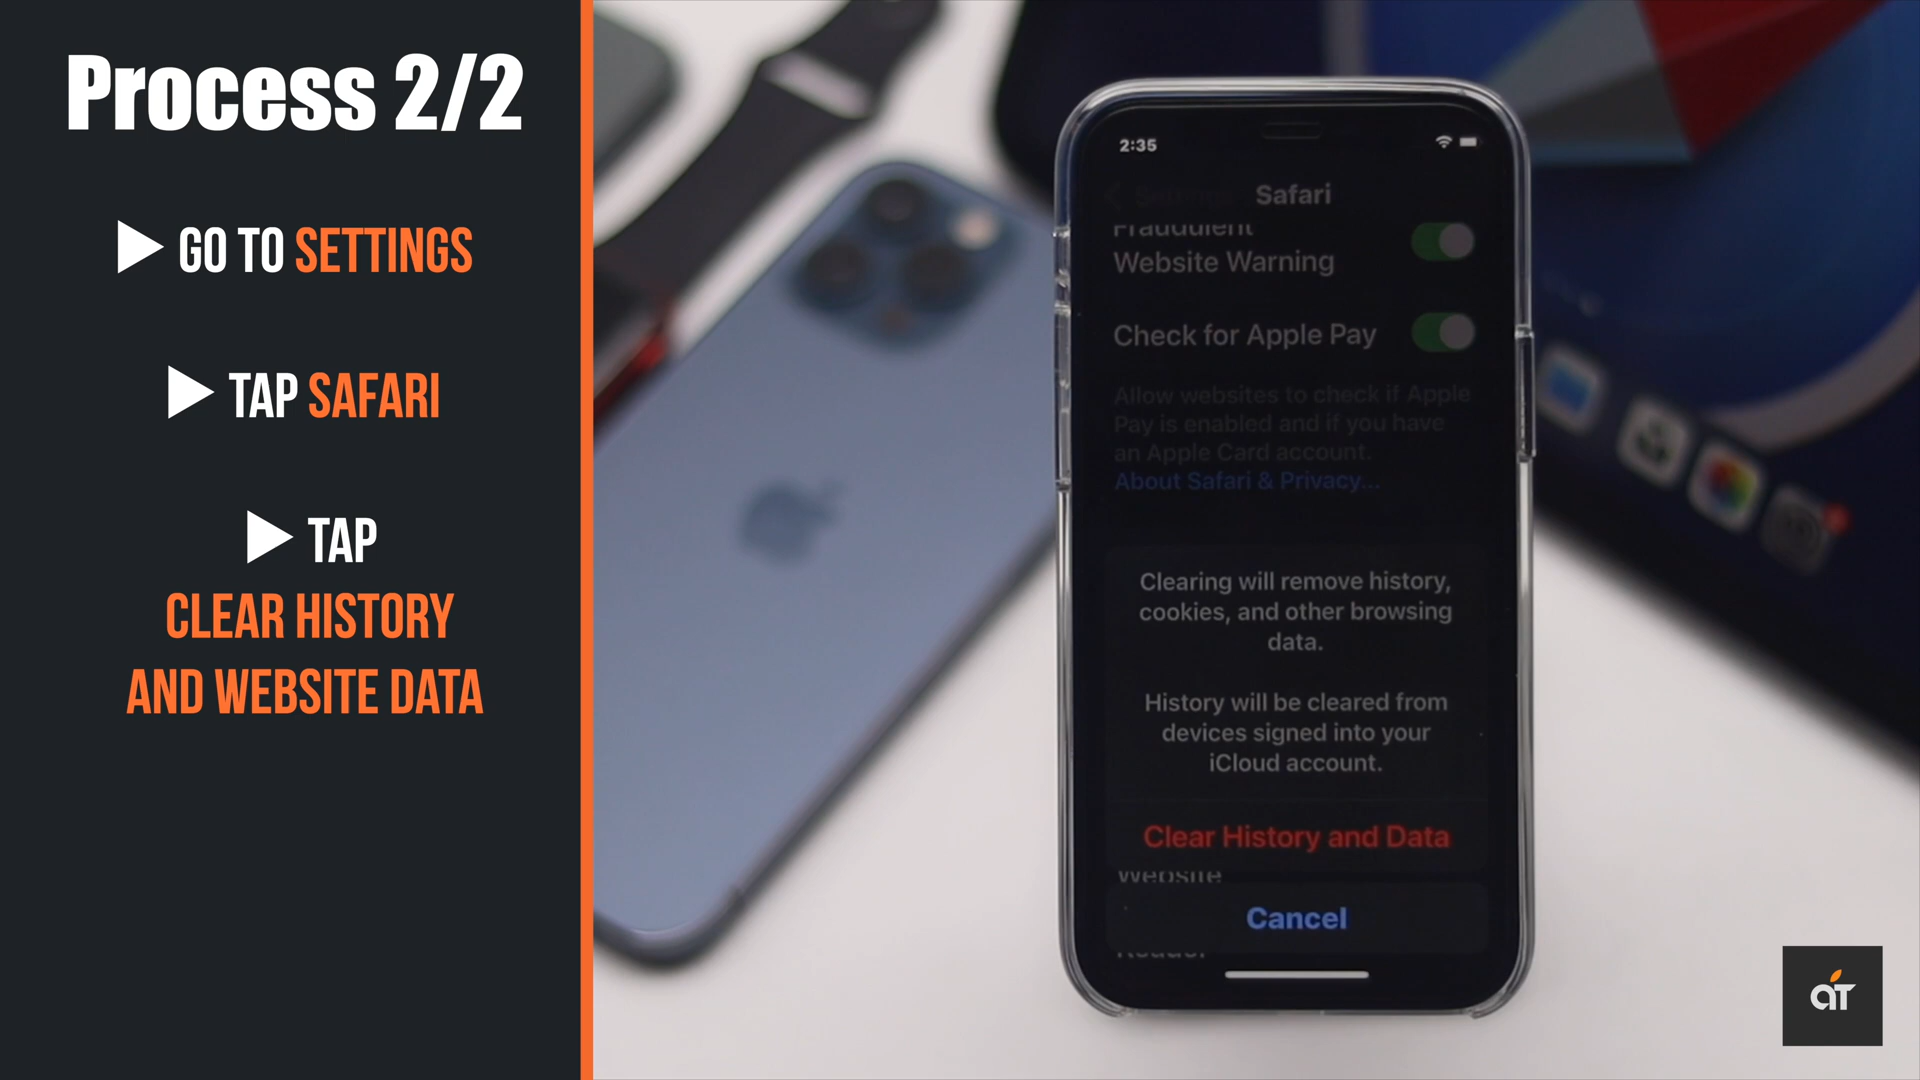 Process 2/2
GO TO SETTINGS
TAP SAFARI
TAP
CLEAR HISTORY
AND WEBSITE DATA
2:35
Safari
Fraudulent
Website Warning
Check for Apple Pay
Allow websites to check if Apple
Pay is enabled and if you have
an Apple Card account.
About Safari & Privacy...
Clearing will remove history,
cookies, and other browsing
data.
History will be cleared from
devices signed into your
iCloud account.
Clear History and Data
Website
Cancel
Reader
aT